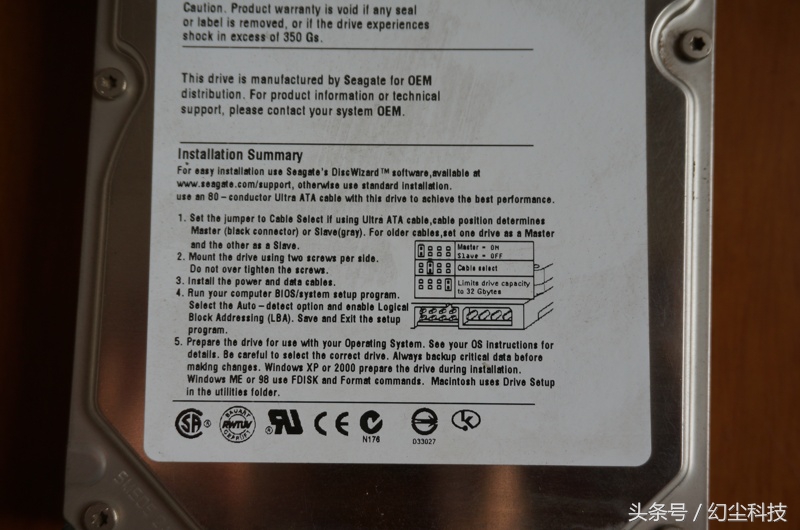 Caution. Product warranty is void if any seal
or label is removed, or if the drive experiences
shock in excess of 350 Gs.
This drive is manufactured by Seagate for OEM
distribution. For product information or technical
support, please contact your system OEM.
Installation Summary
For easy installation use Seagate's DiscWizard™ software,available at
www.seagate.com/support, otherwise use standard installation.
use an 80-conductor Ultra ATA cable with this drive to achieve the best performance.
1. Set the jumper to Cable Select if using Ultra ATA cable,cable position determines
Master (black connector) or Slave(gray). For older cables,set one drive as a Master
and the other as a Slave.
2. Mount the drive using two screws per side.
Do not over tighten the screws.
3. Install the power and data cables.
4. Run your computer BIOS/system setup program.
Select the Auto-detect option and enable Logical
Block Addressing (LBA). Save and Exit the setup
program.
Master = ON
Slave = OFF
Cable select
Limits drive capacity
to 32 Gbytes
5. Prepare the drive for use with your Operating System. See your OS instructions for
details. Be careful to select the correct drive. Always backup critical data before
making changes. Windows XP or 2000 prepare the drive during installation.
Windows ME or 98 use FDISK and Format commands. Macintosh uses Drive Setup
in the utilities folder.
SA ® BAUART RWTÜV GEPRÜFT ® CE
N176 D33027
头条号 / 幻尘科技